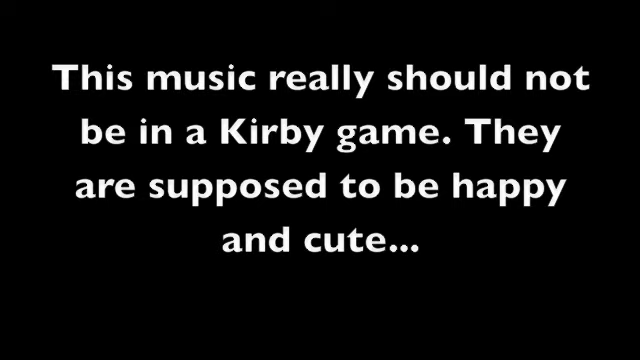 This music really should not
be in a Kirby game. They
are supposed to be happy
and cute...